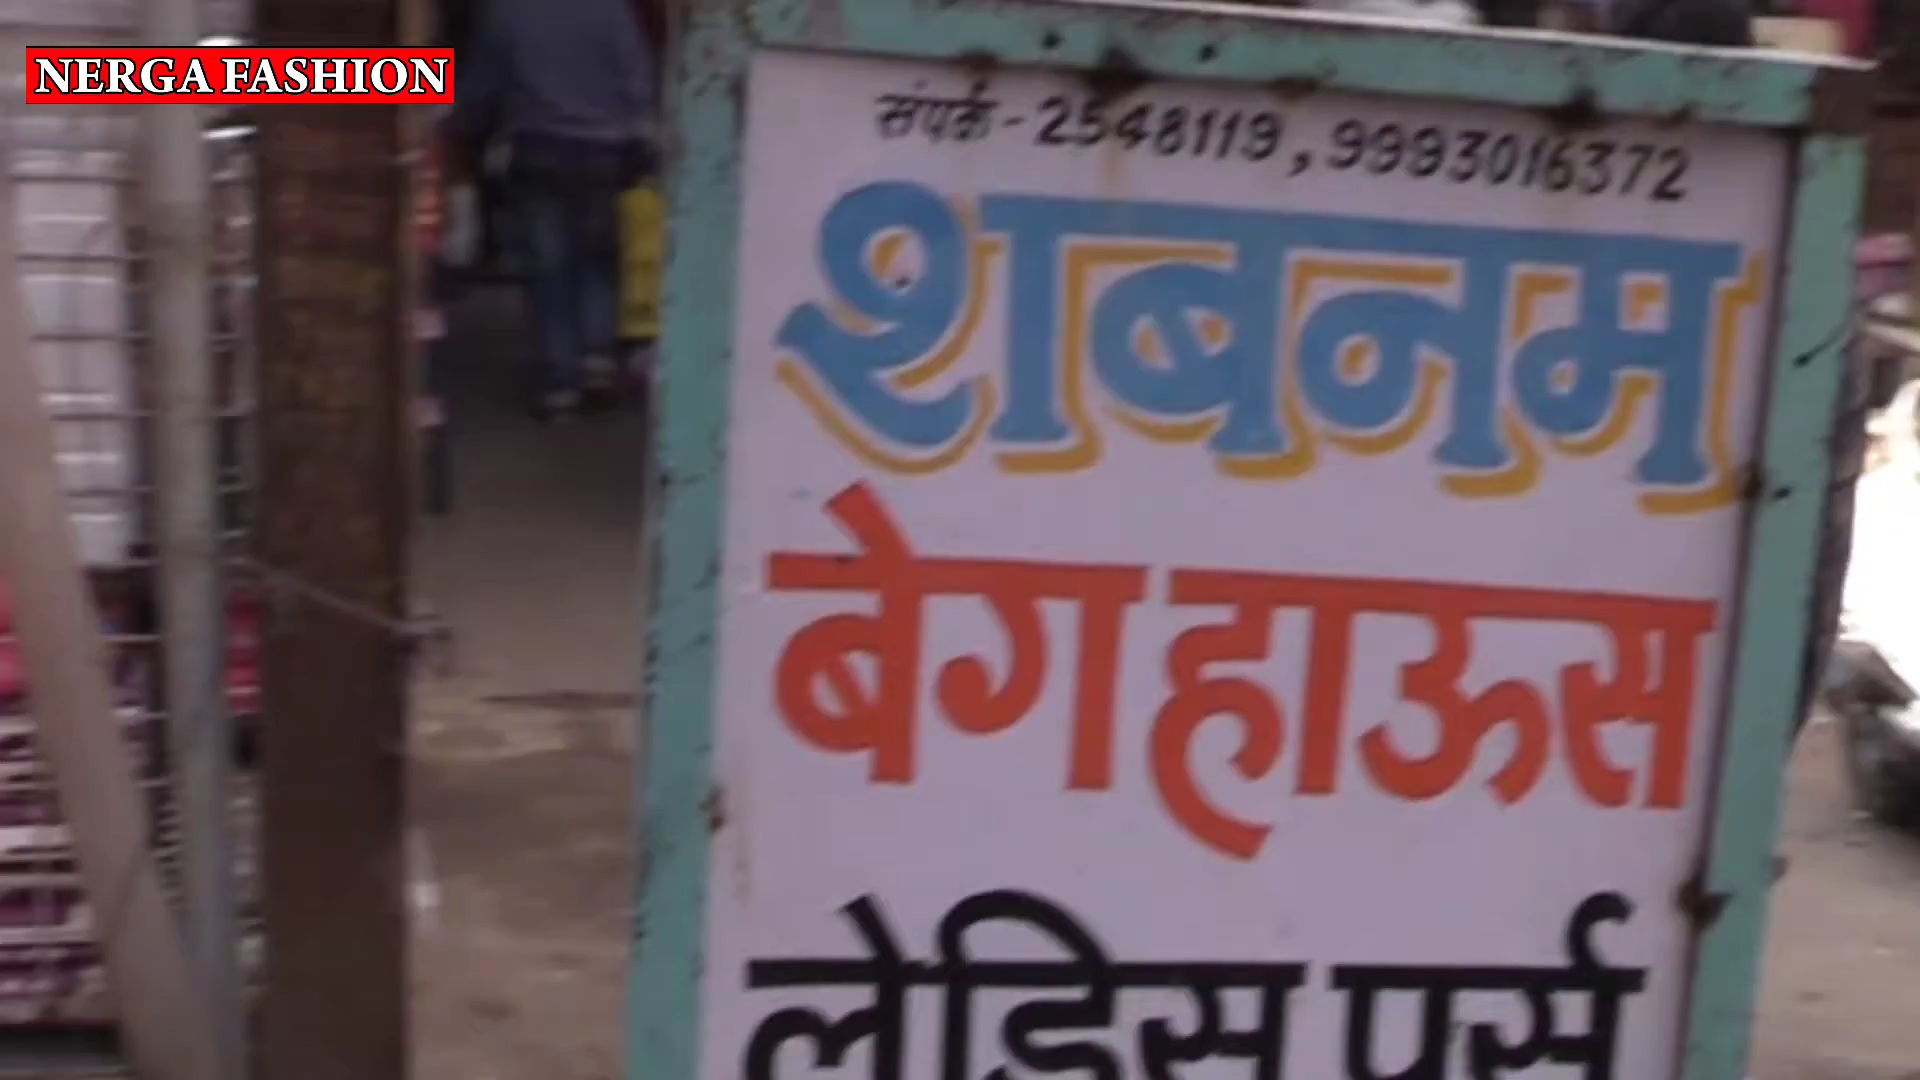 NERGA FASHION
संपर्क-2548119,9993016372
शबनम
बेग हाऊस
लेडिस पर्स